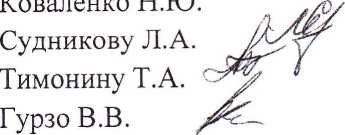 Коваленко Н.Ю.
Судникову Л.А.
Тимонину Т.А.
Гурзо В.В.